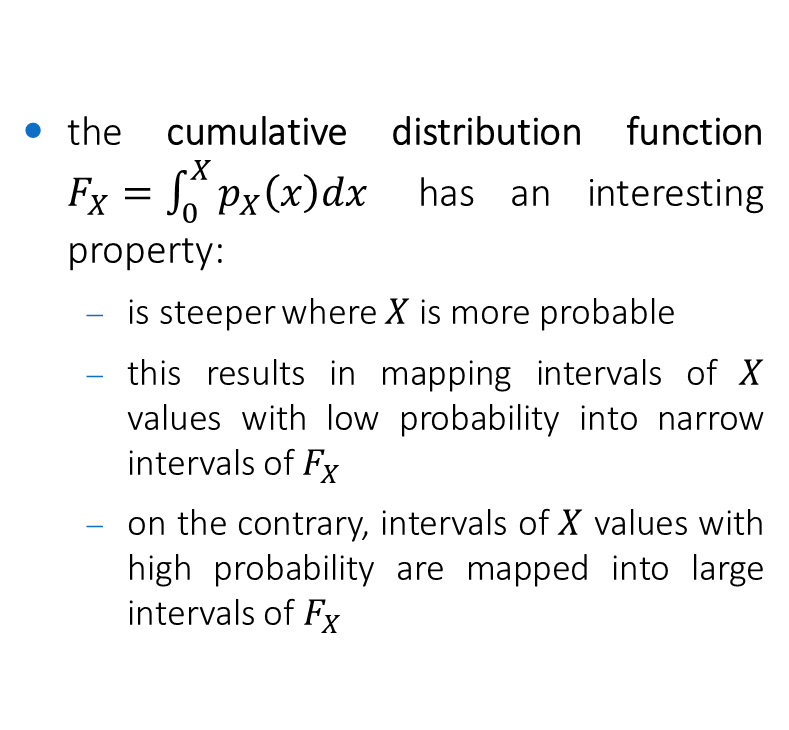 • the cumulative distribution function
F_X = ∫_0^X p_X(x)dx has an interesting
property:
– is steeper where X is more probable
– this results in mapping intervals of X
values with low probability into narrow
intervals of F_X
– on the contrary, intervals of X values with
high probability are mapped into large
intervals of F_X